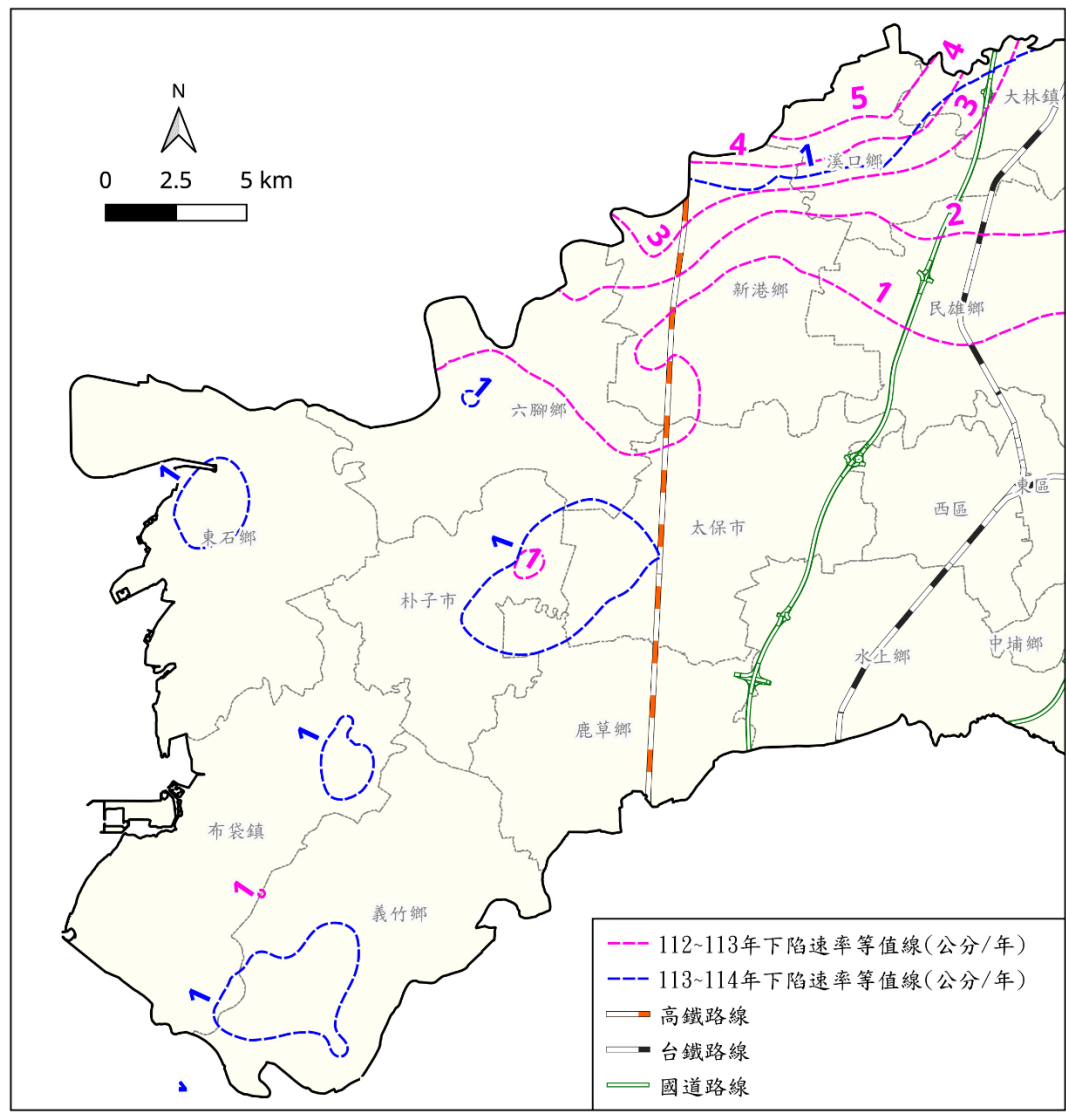 N
0 2.5 5 km
4
5
4
3
大林鎮
1
溪口鄉
3
2
新港鄉
1
民雄鄉
1
六腳鄉
1
東石鄉
1
1
太保市
西區
東區
朴子市
水上鄉
中埔鄉
1
鹿草鄉
布袋鎮
1
義竹鄉
1
1
112~113年下陷速率等值線(公分/年)
113~114年下陷速率等值線(公分/年)
高鐵路線
台鐵路線
國道路線